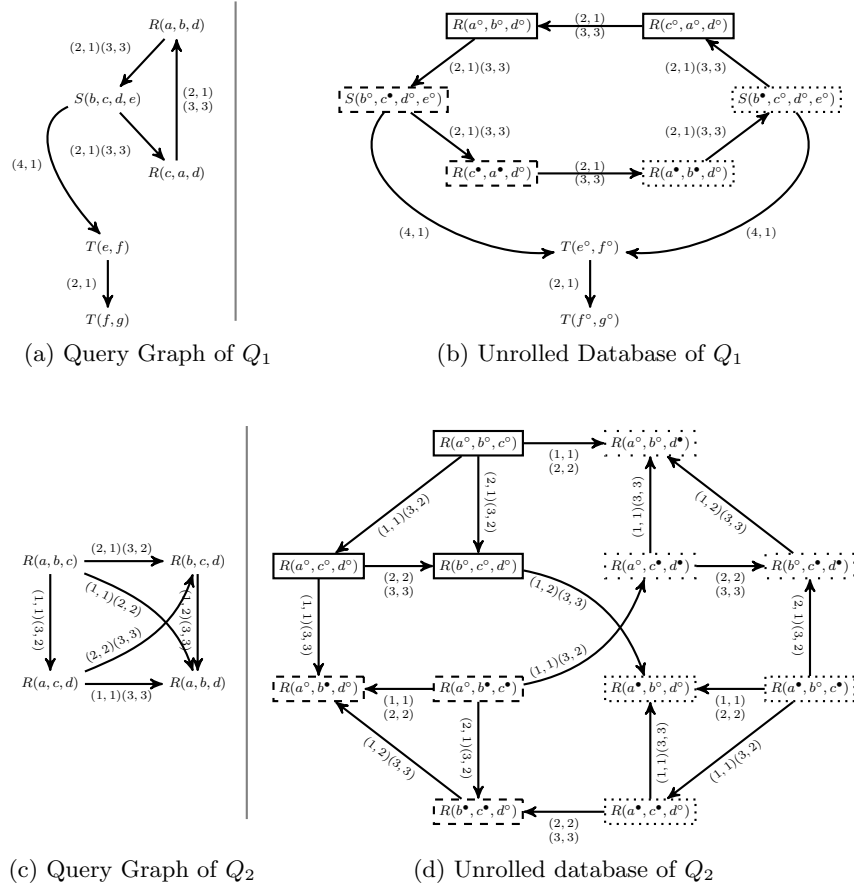 R(a, b, d)
(2, 1)(3, 3)
(2, 1)
(3, 3)
S(b, c, d, e)
(2, 1)(3, 3)
(4, 1)
R(c, a, d)
T(e, f)
(2, 1)
T(f, g)
(a) Query Graph of Q₁
R(a°, b°, d°)
(2, 1)
(3, 3)
R(c°, a°, d°)
(2, 1)(3, 3)
(2, 1)(3, 3)
S(b°, c•, d°, e°)
S(b•, c°, d°, e°)
(2, 1)(3, 3)
(2, 1)(3, 3)
R(c•, a•, d°)
(2, 1)
(3, 3)
R(a•, b•, d°)
(4, 1)
(4, 1)
T(e°, f°)
(2, 1)
T(f°, g°)
(b) Unrolled Database of Q₁
R(a, b, c)
(2, 1)(3, 2)
R(b, c, d)
(1, 1)(3, 2)
(1, 1)(2, 2)
(1, 2)(3, 3)
(2, 2)(3, 3)
R(a, c, d)
(1, 1)(3, 3)
R(a, b, d)
(c) Query Graph of Q₂
R(a°, b°, c°)
(1, 1)
(2, 2)
R(a°, b°, d•)
(1, 1)(3, 2)
(2, 1)(3, 2)
(1, 1)(3, 3)
(1, 2)(3, 3)
R(a°, c°, d°)
(2, 2)
(3, 3)
R(b°, c°, d°)
R(a°, c•, d•)
(2, 2)
(3, 3)
R(b°, c•, d•)
(1, 1)(3, 3)
(1, 2)(3, 3)
(1, 1)(3, 2)
(2, 1)(3, 2)
R(a°, b•, d°)
(1, 1)
(2, 2)
R(a°, b•, c•)
R(a•, b°, d°)
(1, 1)
(2, 2)
R(a•, b°, c•)
(1, 2)(3, 3)
(2, 1)(3, 2)
(1, 1)(3, 3)
(1, 1)(3, 2)
R(b•, c•, d°)
(2, 2)
(3, 3)
R(a•, c•, d°)
(d) Unrolled database of Q₂